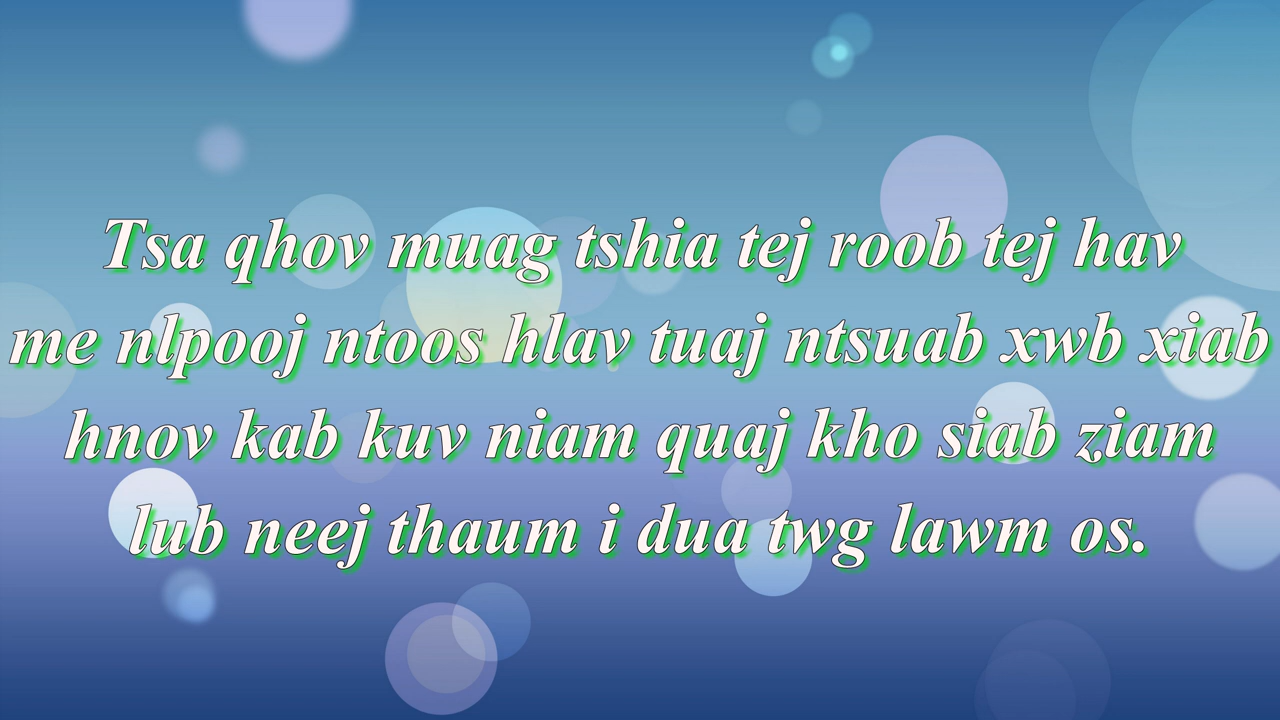 Tsa qhov muag tshia tej roob tej hav
me nlpooj ntoos hlav tuaj ntsuab xwb xiab
hnov kab kuv niam quaj kho siab ziam
lub neej thaum i dua twg lawm os.